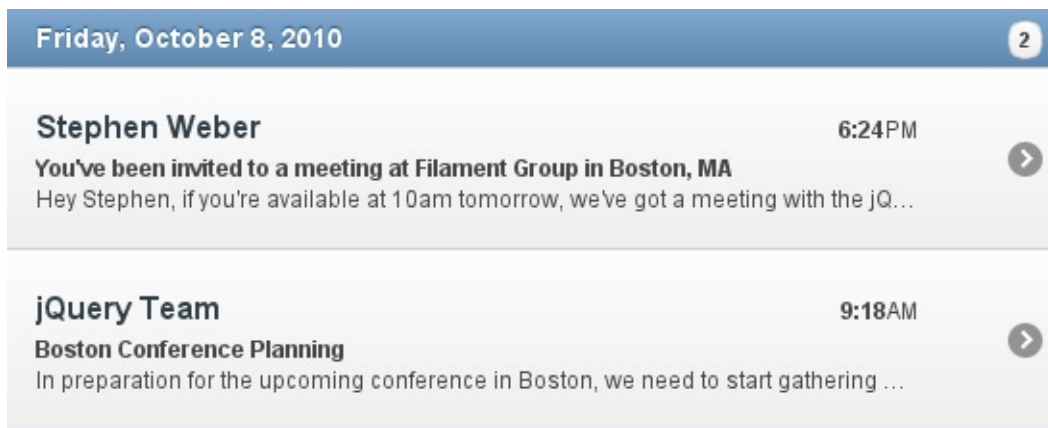 Friday, October 8, 2010 2
Stephen Weber 6:24PM
You've been invited to a meeting at Filament Group in Boston, MA
Hey Stephen, if you're available at 10am tomorrow, we've got a meeting with the jQ...
jQuery Team 9:18AM
Boston Conference Planning
In preparation for the upcoming conference in Boston, we need to start gathering ...